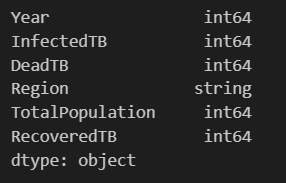 Year int64
InfectedTB int64
DeadTB int64
Region string
TotalPopulation int64
RecoveredTB int64
dtype: object